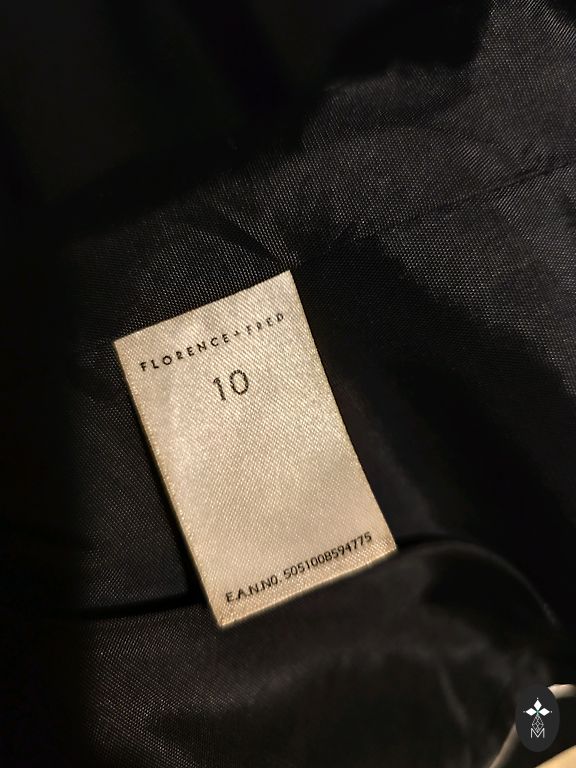 FLORENCE + FRED
10
E.A.N.NO. 5051008594775
M